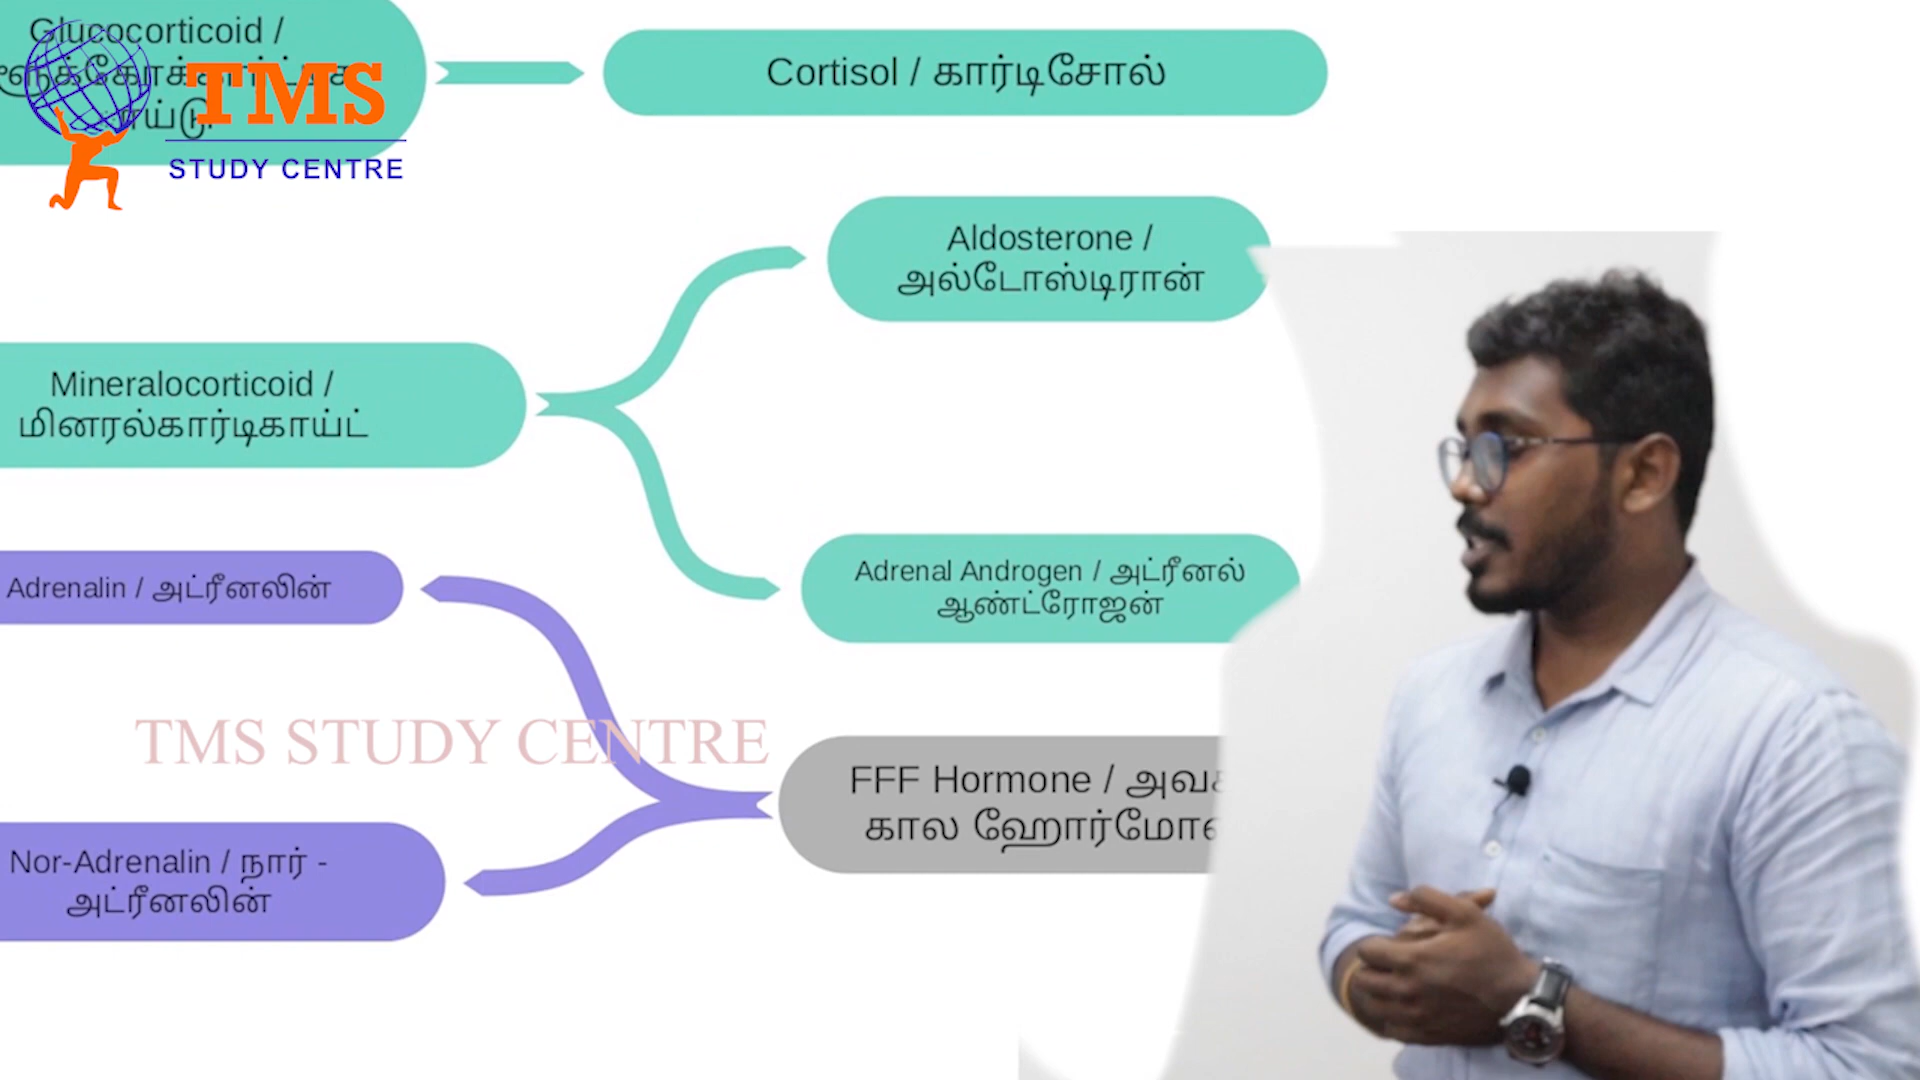 Glucocorticoid /
TMS
STUDY CENTRE
Cortisol / கார்டிசோல்
Aldosterone /
அல்டோஸ்டிரான்
Mineralocorticoid /
மினரல்கார்டிகாய்ட்
Adrenalin / அட்ரீனலின்
Adrenal Androgen / அட்ரீனல்
ஆண்ட்ரோஜன்
TMS STUDY CENTRE
FFF Hormone /
கால
Nor-Adrenalin / நார் -
அட்ரீனலின்